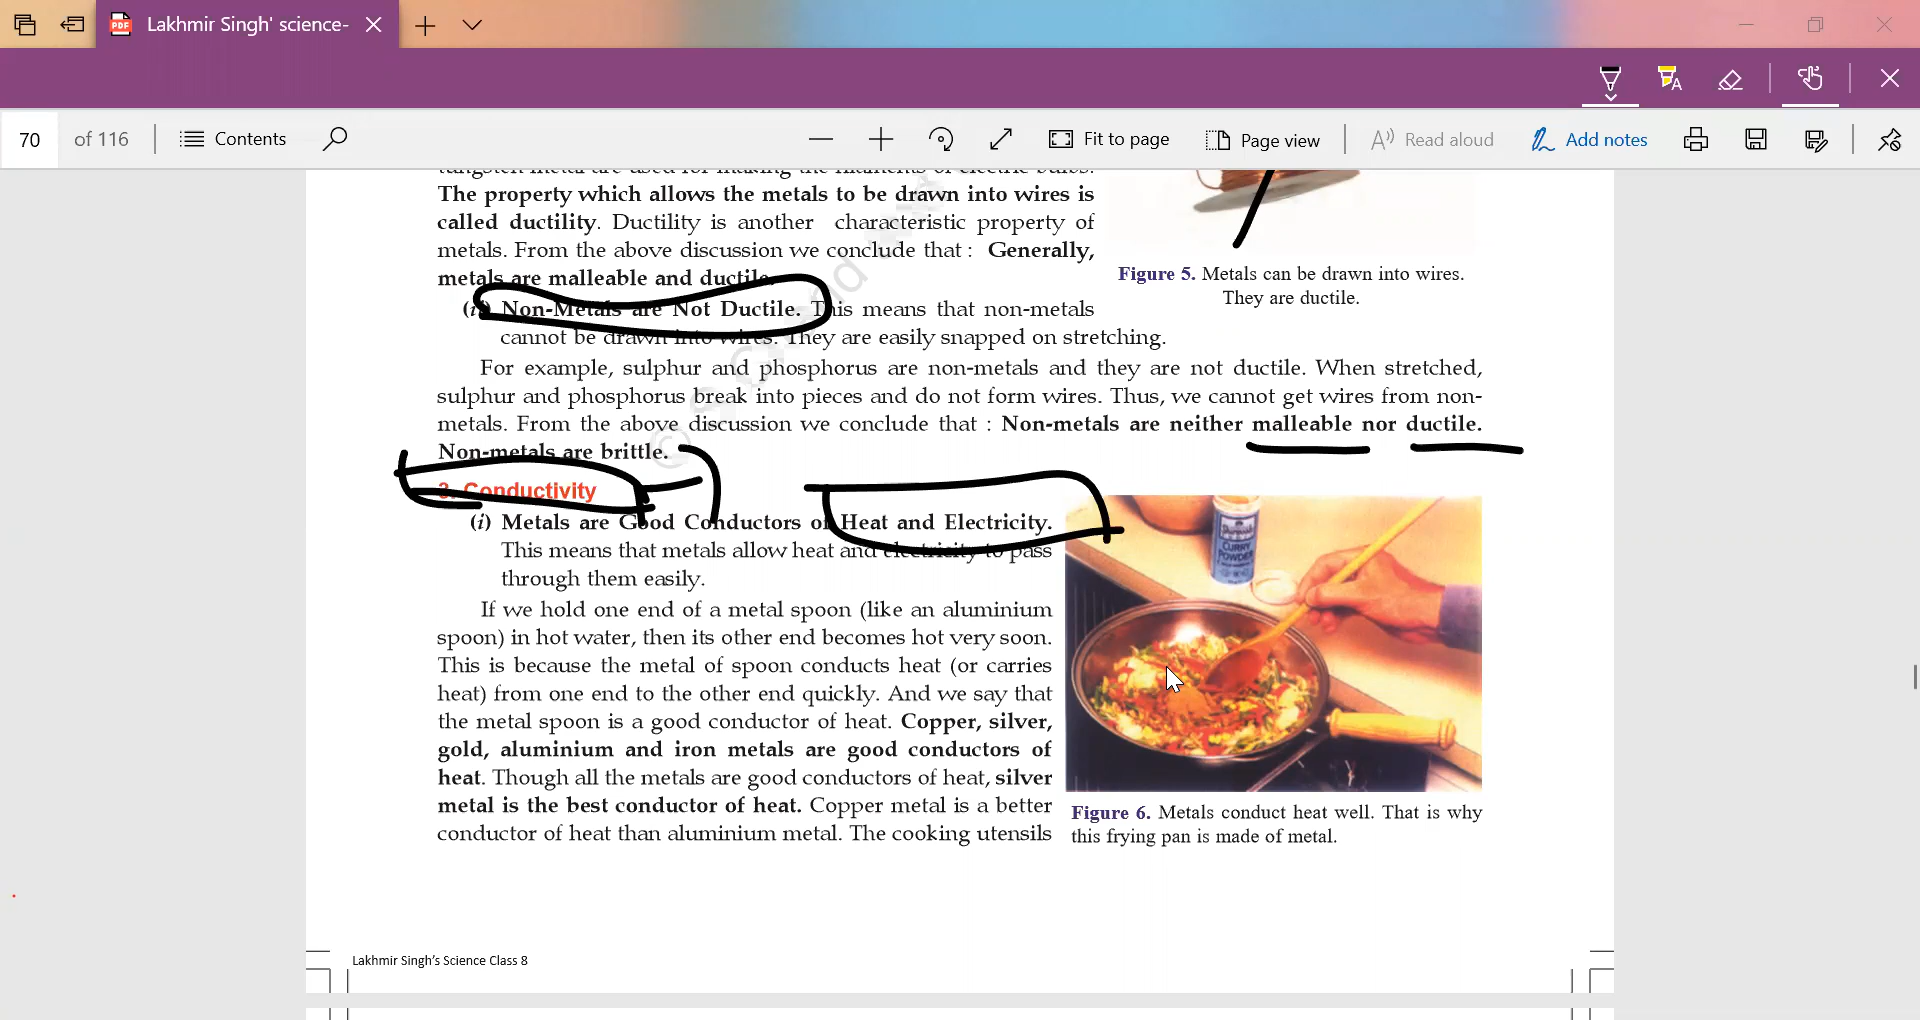 Lakhmir Singh' science-
70 of 116
Contents
Fit to page
Page view
Read aloud
Add notes
tungsten metal are used for making the filaments of electric bulbs.
The property which allows the metals to be drawn into wires is
called ductility. Ductility is another characteristic property of
metals. From the above discussion we conclude that : Generally,
metals are malleable and ductile.
(ii) Non-Metals are Not Ductile. This means that non-metals
cannot be drawn into wires. They are easily snapped on stretching.
Figure 5. Metals can be drawn into wires.
They are ductile.
For example, sulphur and phosphorus are non-metals and they are not ductile. When stretched,
sulphur and phosphorus break into pieces and do not form wires. Thus, we cannot get wires from non-
metals. From the above discussion we conclude that : Non-metals are neither malleable nor ductile.
Non-metals are brittle.
3. Conductivity
(i) Metals are Good Conductors of Heat and Electricity.
This means that metals allow heat and electricity to pass
through them easily.
If we hold one end of a metal spoon (like an aluminium
spoon) in hot water, then its other end becomes hot very soon.
This is because the metal of spoon conducts heat (or carries
heat) from one end to the other end quickly. And we say that
the metal spoon is a good conductor of heat. Copper, silver,
gold, aluminium and iron metals are good conductors of
heat. Though all the metals are good conductors of heat, silver
metal is the best conductor of heat. Copper metal is a better
conductor of heat than aluminium metal. The cooking utensils
CURRY
POWDER
Figure 6. Metals conduct heat well. That is why
this frying pan is made of metal.
Lakhmir Singh's Science Class 8